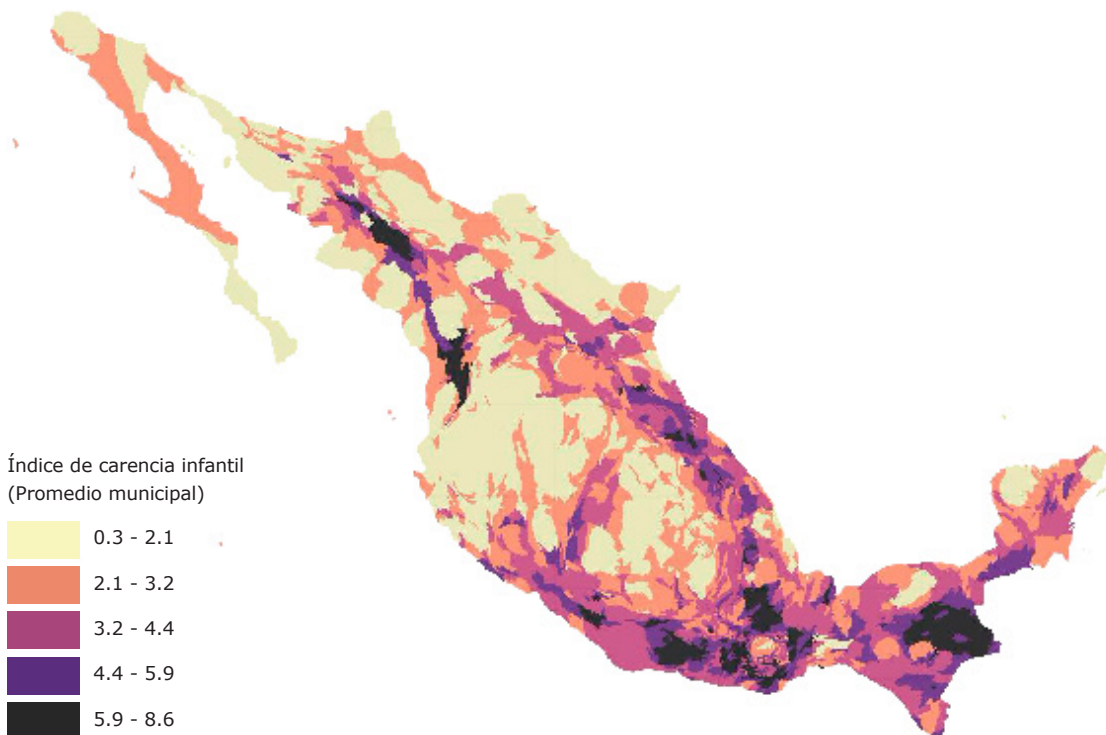 Índice de carencia infantil
(Promedio municipal)
0.3 - 2.1
2.1 - 3.2
3.2 - 4.4
4.4 - 5.9
5.9 - 8.6